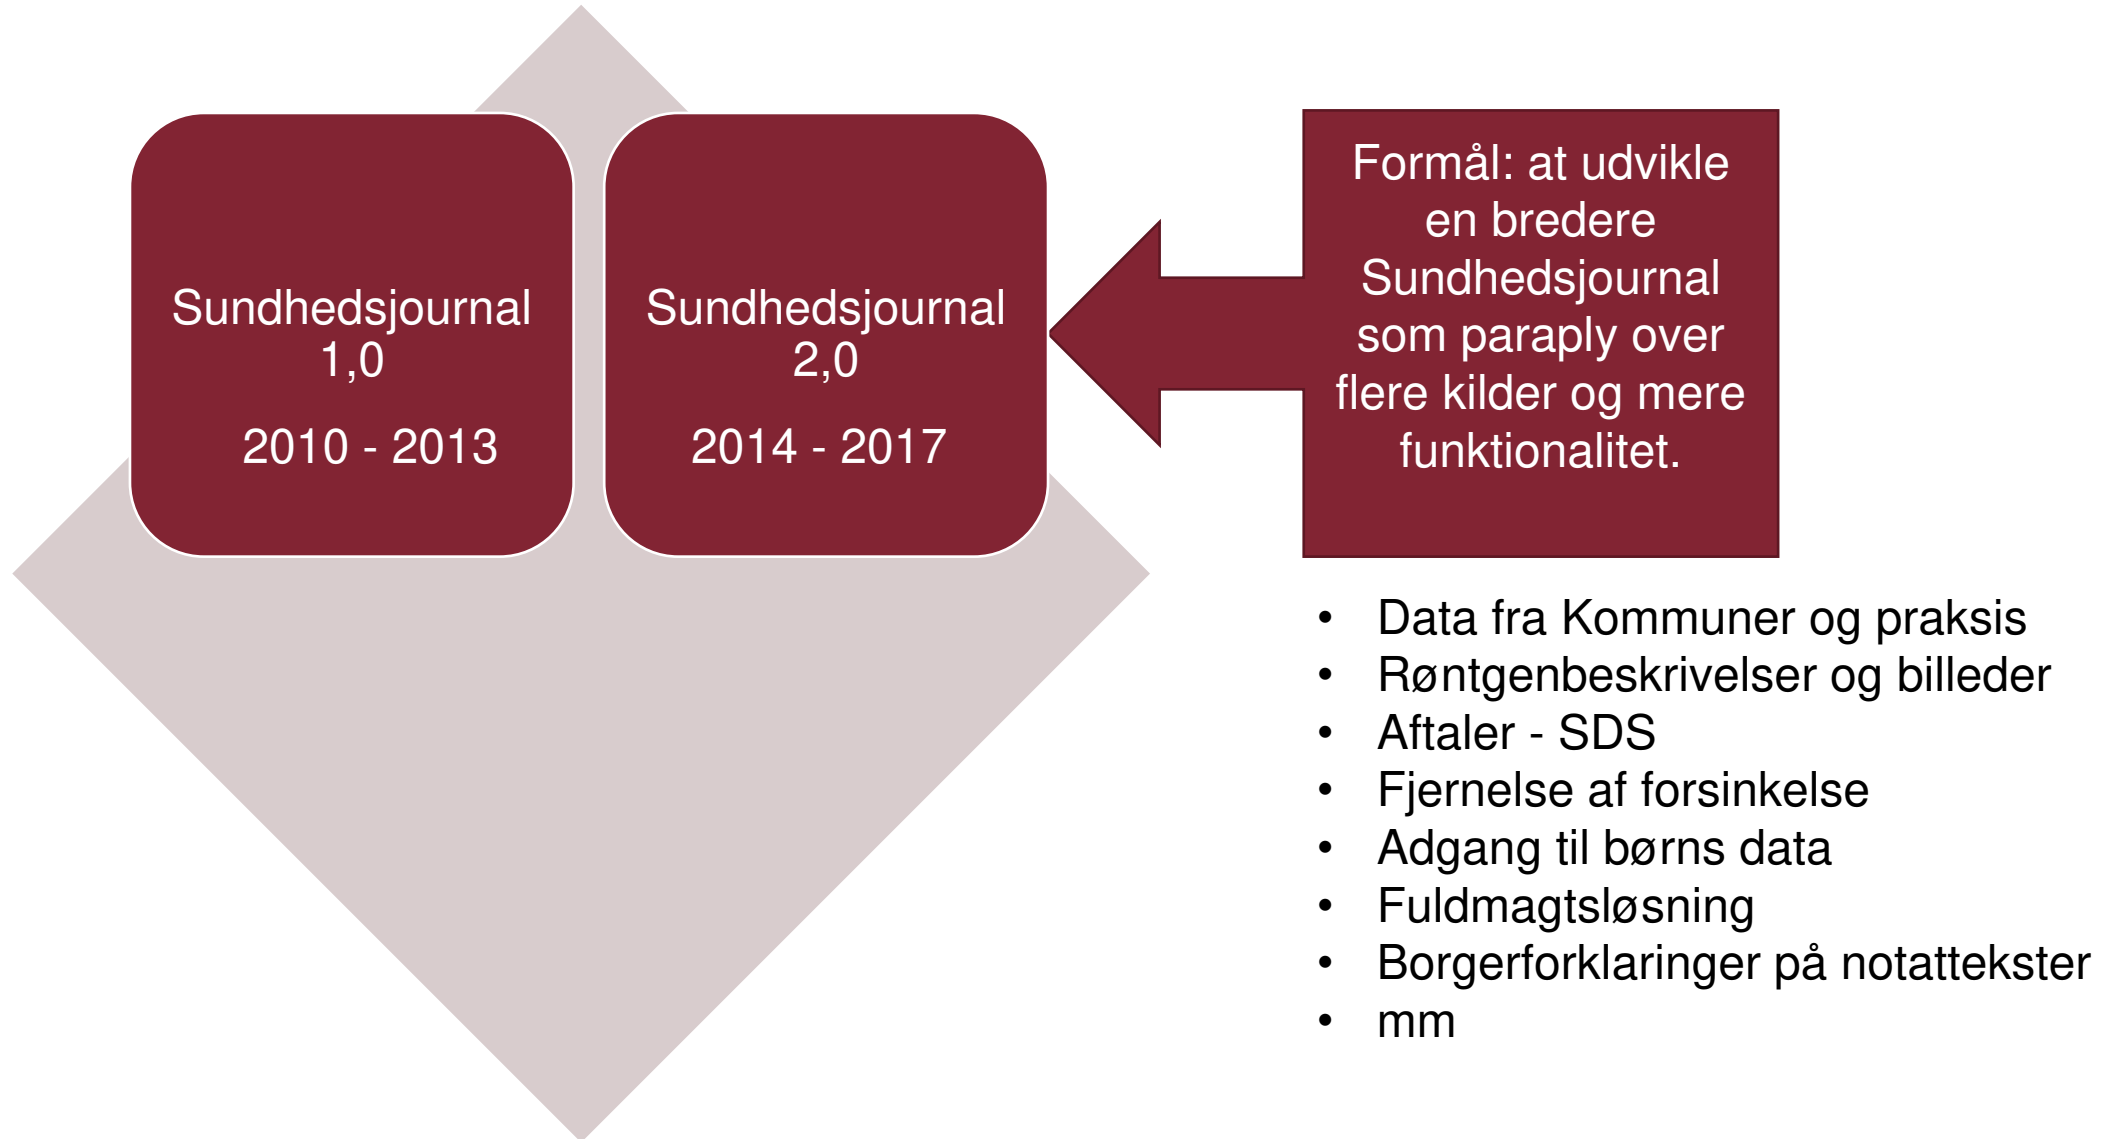 Sundhedsjournal
1,0
2010 - 2013
Sundhedsjournal
2,0
2014 - 2017
Formål: at udvikle
en bredere
Sundhedsjournal
som paraply over
flere kilder og mere
funktionalitet.
• Data fra Kommuner og praksis
• Røntgenbeskrivelser og billeder
• Aftaler - SDS
• Fjernelse af forsinkelse
• Adgang til børns data
• Fuldmagtsløsning
• Borgerforklaringer på notattekster
• mm